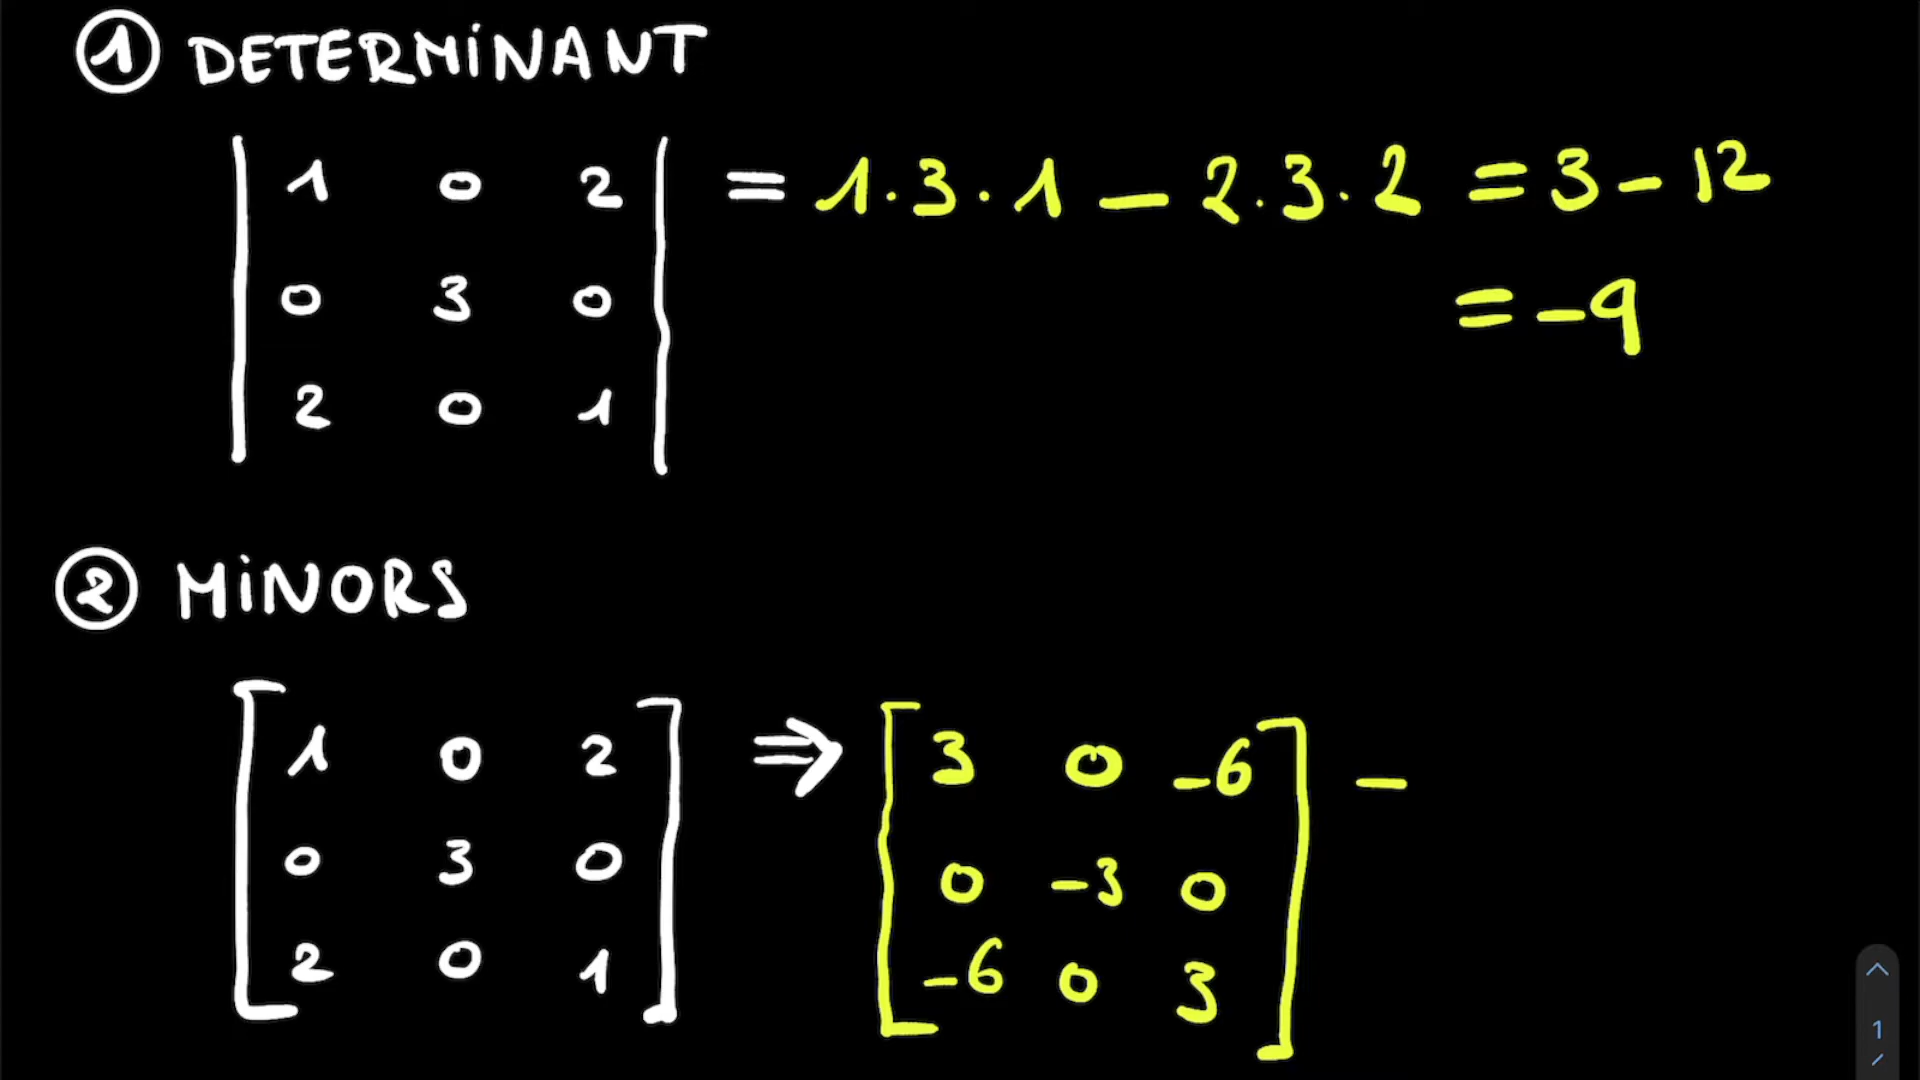 ① DETERMINANT
| 1 0 2 | = 1·3·1 − 2·3·2 = 3 − 12
| 0 3 0 | = −9
| 2 0 1 |
② MINORS
[ 1 0 2 ] ⇒ [ 3 0 −6 ] −
[ 0 3 0 ] [ 0 −3 0 ]
[ 2 0 1 ] [ −6 0 3 ]
1
/